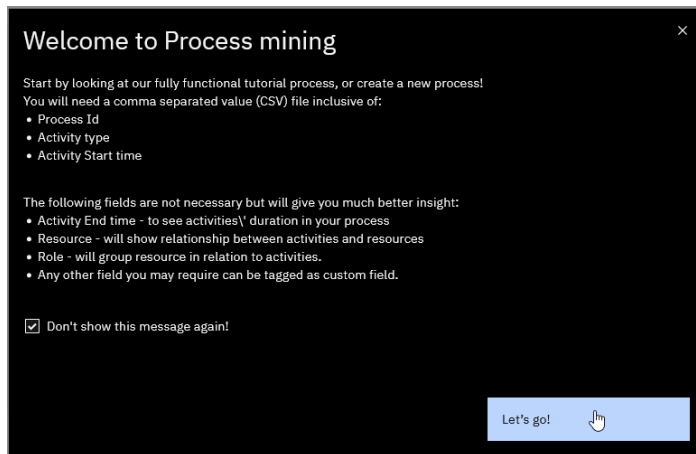 Welcome to Process mining
Start by looking at our fully functional tutorial process, or create a new process!
You will need a comma separated value (CSV) file inclusive of:
• Process Id
• Activity type
• Activity Start time
The following fields are not necessary but will give you much better insight:
• Activity End time - to see activities\' duration in your process
• Resource - will show relationship between activities and resources
• Role - will group resource in relation to activities.
• Any other field you may require can be tagged as custom field.
Don't show this message again!
Let's go!